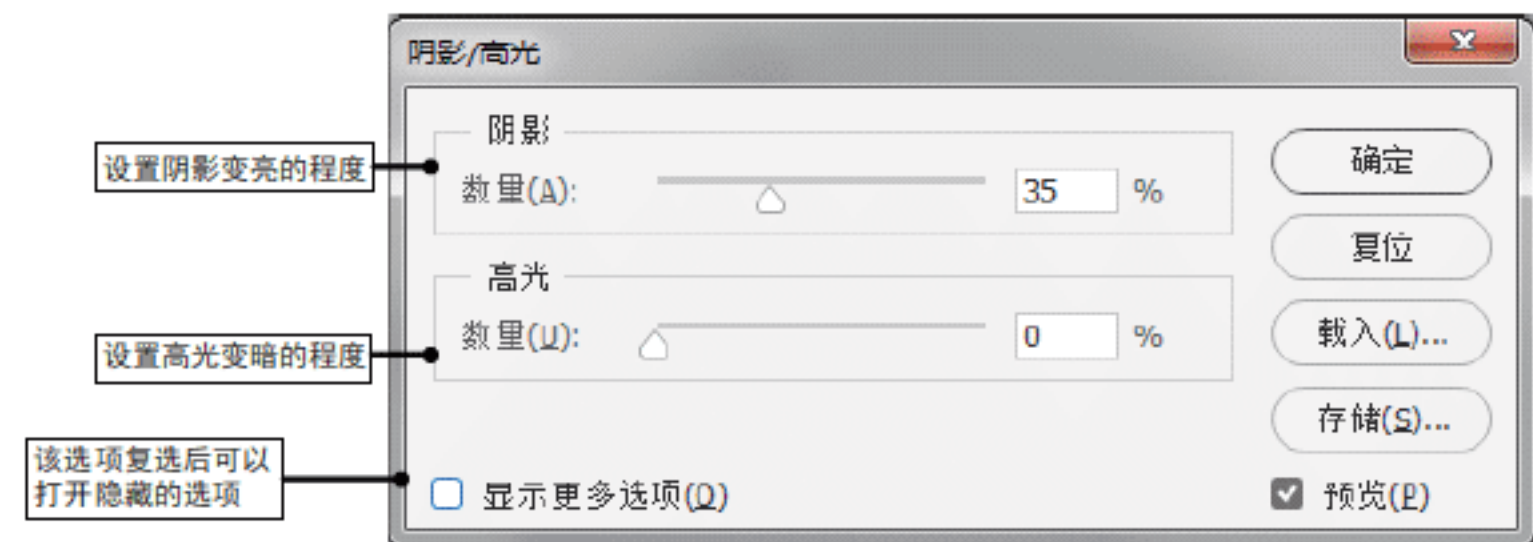 阴影/高光
阴影
设置阴影变亮的程度
数量(A):
35
%
确定
复位
高光
设置高光变暗的程度
数量(U):
0
%
载入(L)...
存储(S)...
该选项复选后可以
打开隐藏的选项
显示更多选项(O)
预览(P)